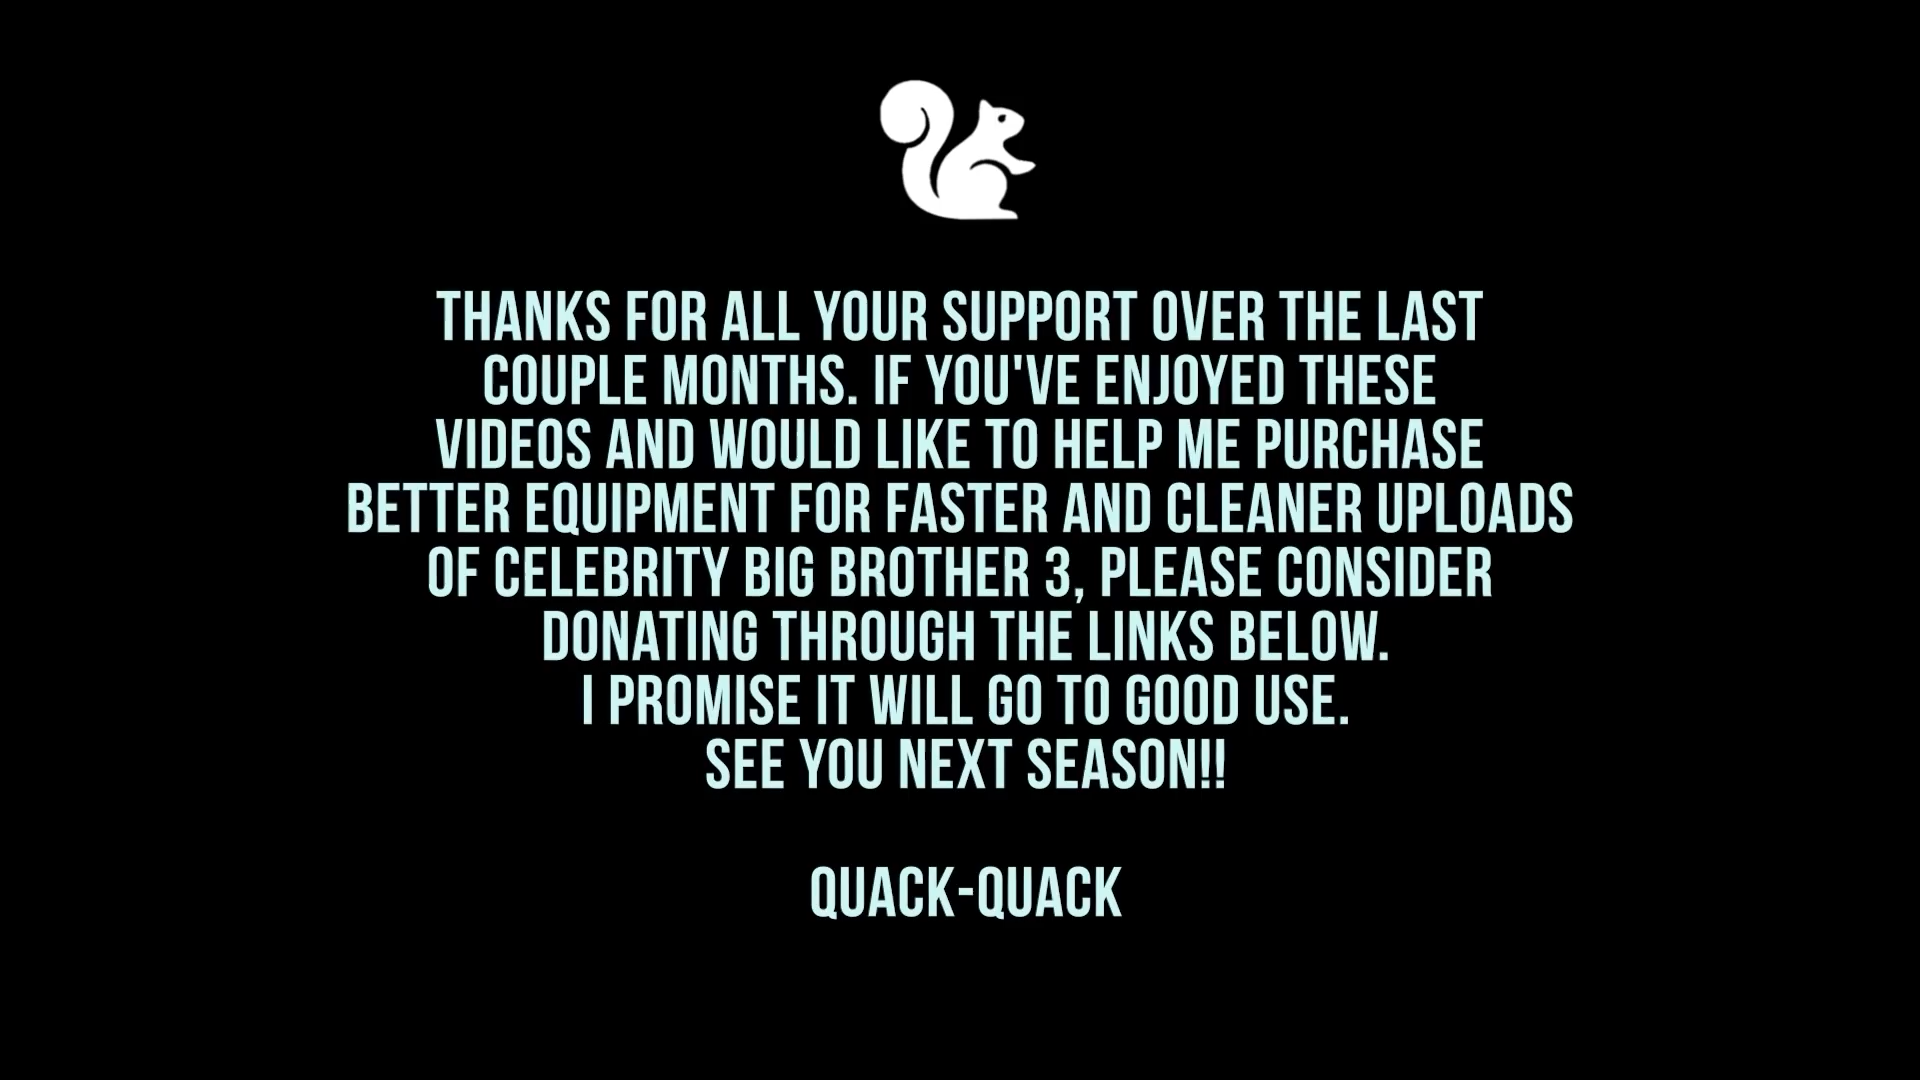 THANKS FOR ALL YOUR SUPPORT OVER THE LAST
COUPLE MONTHS. IF YOU'VE ENJOYED THESE
VIDEOS AND WOULD LIKE TO HELP ME PURCHASE
BETTER EQUIPMENT FOR FASTER AND CLEANER UPLOADS
OF CELEBRITY BIG BROTHER 3, PLEASE CONSIDER
DONATING THROUGH THE LINKS BELOW.
I PROMISE IT WILL GO TO GOOD USE.
SEE YOU NEXT SEASON!!
QUACK-QUACK